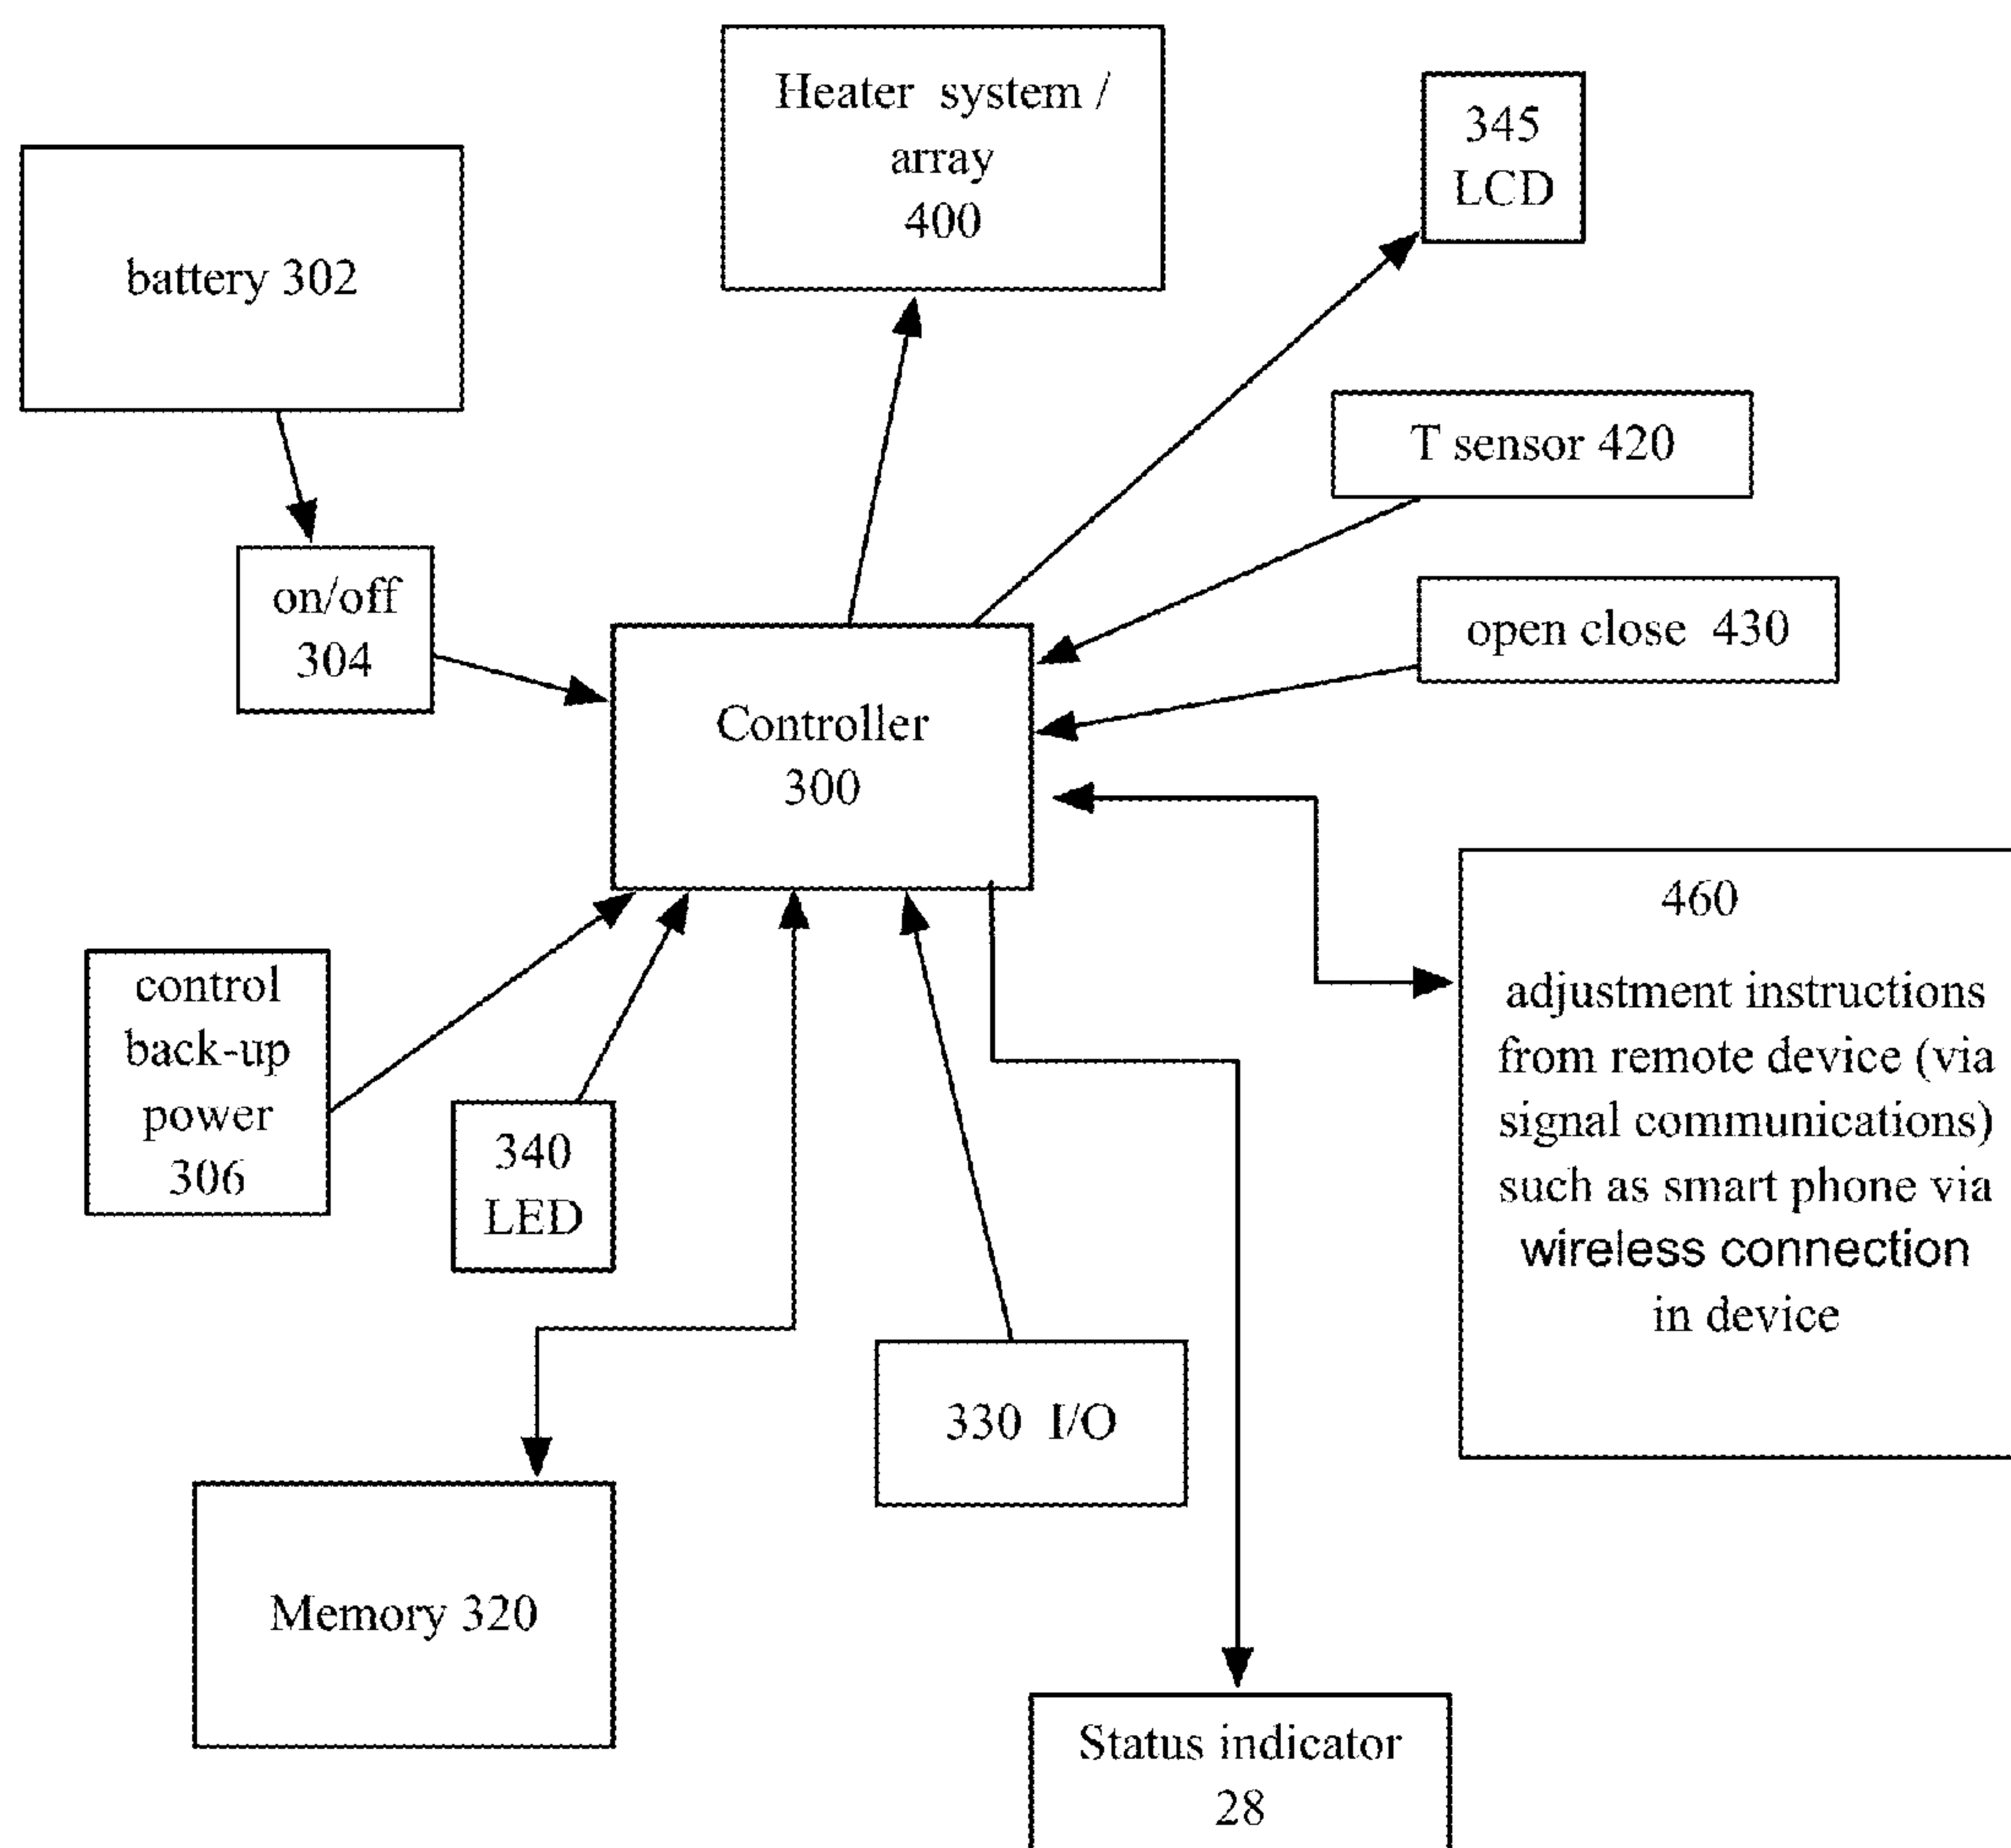 Heater system /
array
400
345
LCD
battery 302
T sensor 420
on/off
304
open close 430
Controller
300
460
adjustment instructions
from remote device (via
signal communications)
such as smart phone via
wireless connection
in device
control
back-up
power
306
340
LED
330 I/O
Memory 320
Status indicator
28